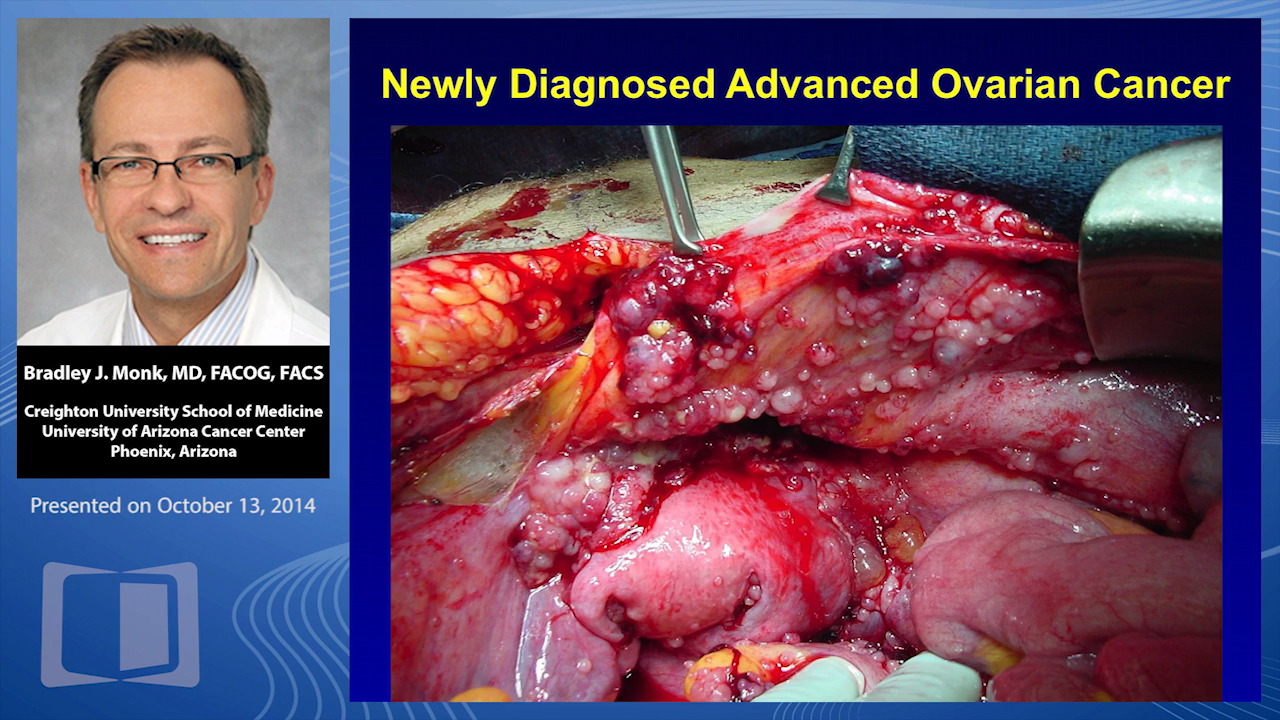 Newly Diagnosed Advanced Ovarian Cancer
Bradley J. Monk, MD, FACOG, FACS
Creighton University School of Medicine
University of Arizona Cancer Center
Phoenix, Arizona
Presented on October 13, 2014